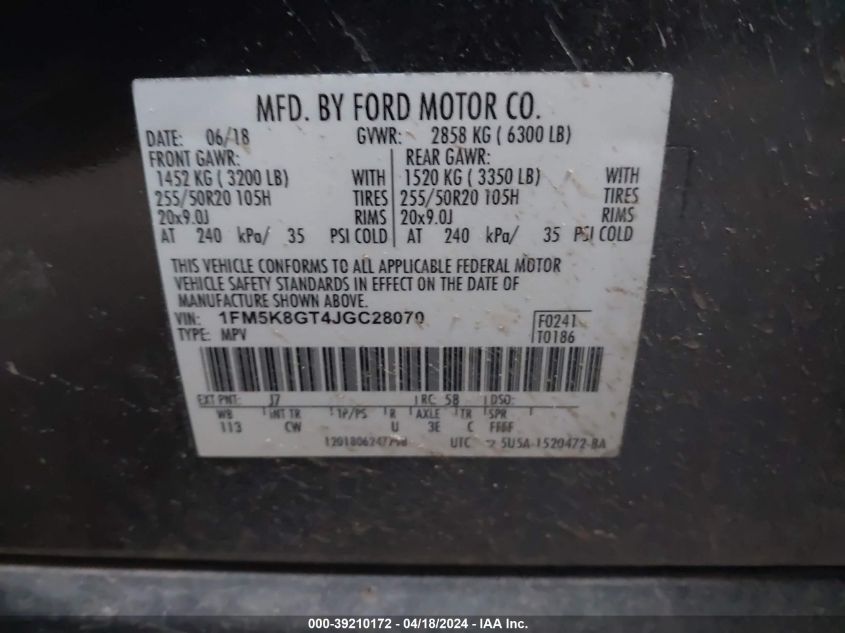 MFD. BY FORD MOTOR CO.
DATE: 06/18 GVWR: 2858 KG ( 6300 LB)
FRONT GAWR: REAR GAWR:
1452 KG ( 3200 LB) WITH 1520 KG ( 3350 LB) WITH
255/50R20 105H TIRES 255/50R20 105H TIRES
20x9.0J RIMS 20x9.0J RIMS
AT 240 kPa/ 35 PSI COLD AT 240 kPa/ 35 PSI COLD
THIS VEHICLE CONFORMS TO ALL APPLICABLE FEDERAL MOTOR
VEHICLE SAFETY STANDARDS IN EFFECT ON THE DATE OF
MANUFACTURE SHOWN ABOVE.
VIN: 1FM5K8GT4JGC28070 F0241
TYPE: MPV T0186
EXT PNT: J7 RC: 58 DSO:
WB INT TR TP/PS R AXLE TR SPR
113 CW U 3E C FFFF
UTC 5U5A-1520472-BA
000-39210172 - 04/18/2024 - IAA Inc.